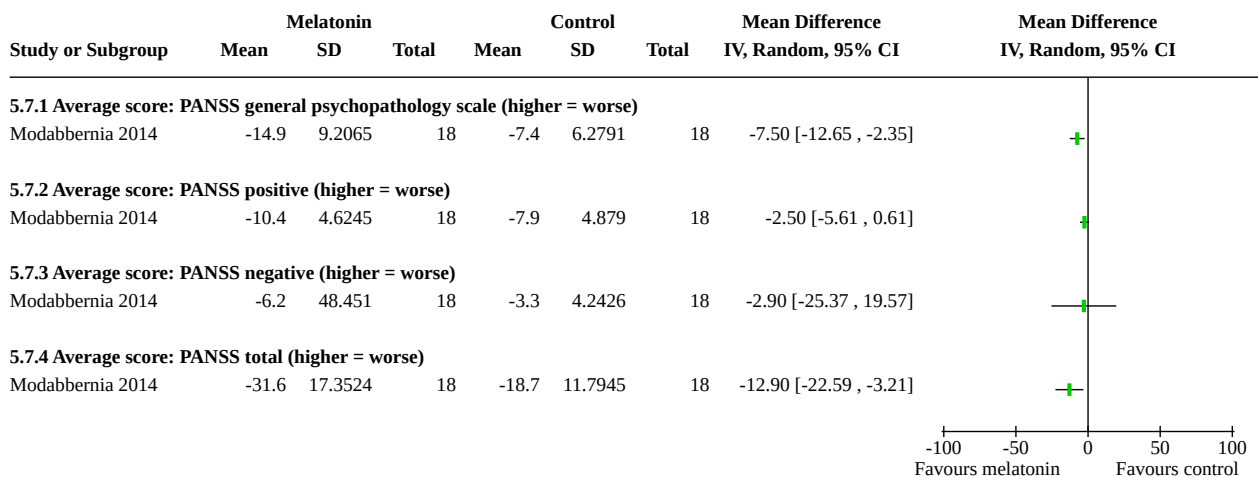 Melatonin Control Mean Difference Mean Difference
Study or Subgroup Mean SD Total Mean SD Total IV, Random, 95% CI IV, Random, 95% CI
5.7.1 Average score: PANSS general psychopathology scale (higher = worse)
Modabbernia 2014 -14.9 9.2065 18 -7.4 6.2791 18 -7.50 [-12.65 , -2.35]
5.7.2 Average score: PANSS positive (higher = worse)
Modabbernia 2014 -10.4 4.6245 18 -7.9 4.879 18 -2.50 [-5.61 , 0.61]
5.7.3 Average score: PANSS negative (higher = worse)
Modabbernia 2014 -6.2 48.451 18 -3.3 4.2426 18 -2.90 [-25.37 , 19.57]
5.7.4 Average score: PANSS total (higher = worse)
Modabbernia 2014 -31.6 17.3524 18 -18.7 11.7945 18 -12.90 [-22.59 , -3.21]
-100 -50 0 50 100
Favours melatonin Favours control